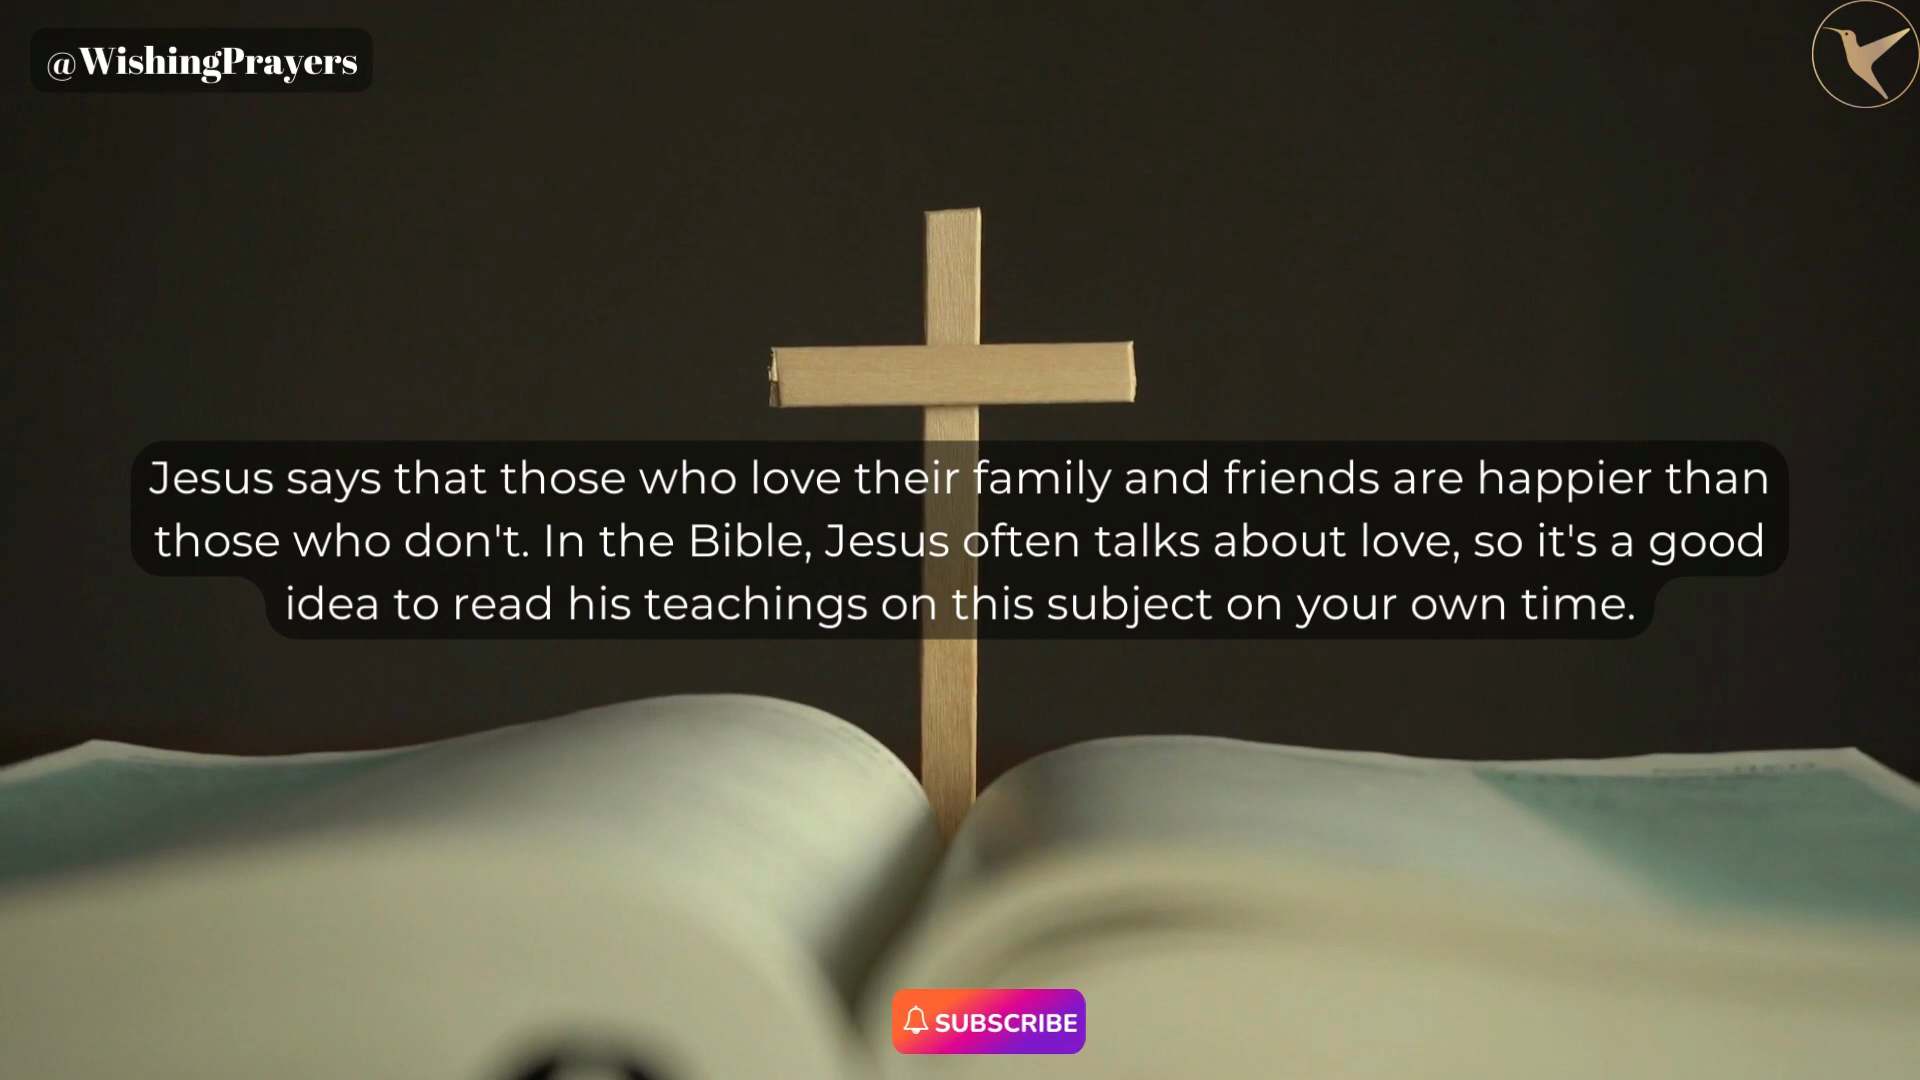 @WishingPrayers
Jesus says that those who love their family and friends are happier than
those who don't. In the Bible, Jesus often talks about love, so it's a good
idea to read his teachings on this subject on your own time.
SUBSCRIBE